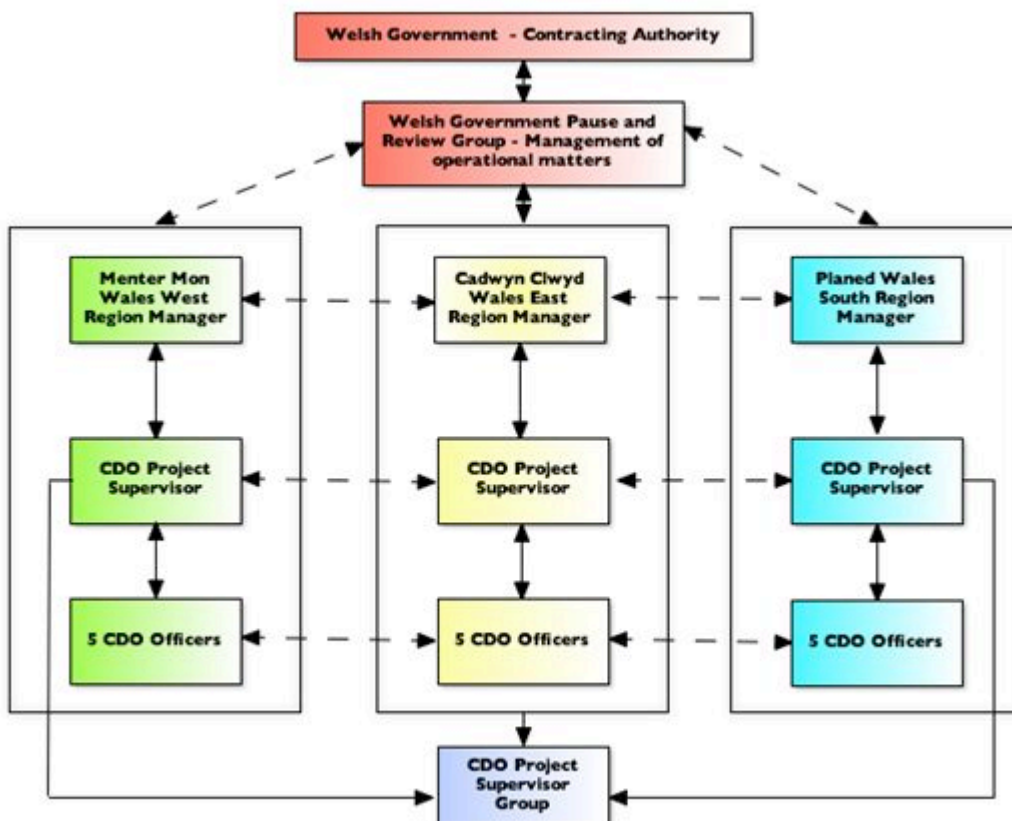 Welsh Government - Contracting Authority
Welsh Government Pause and
Review Group - Management of
operational matters
Menter Mon
Wales West
Region Manager
Cadwyn Clwyd
Wales East
Region Manager
Planed Wales
South Region
Manager
CDO Project
Supervisor
CDO Project
Supervisor
CDO Project
Supervisor
5 CDO Officers
5 CDO Officers
5 CDO Officers
CDO Project
Supervisor
Group